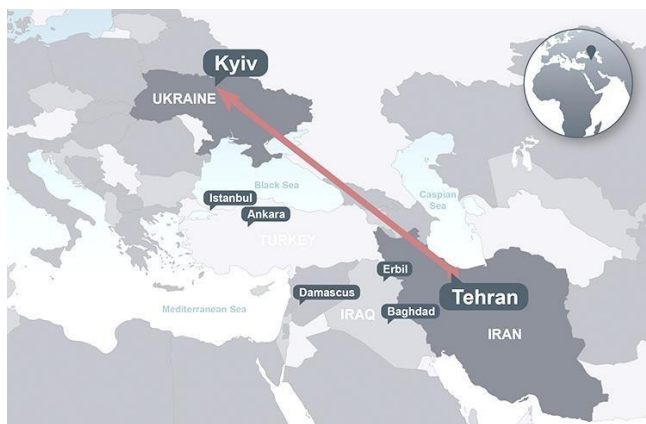 Kyiv
UKRAINE
Black Sea
Caspian
Sea
Istanbul
Ankara
TURKEY
Erbil
Damascus
Tehran
Mediterranean Sea
IRAQ
Baghdad
IRAN